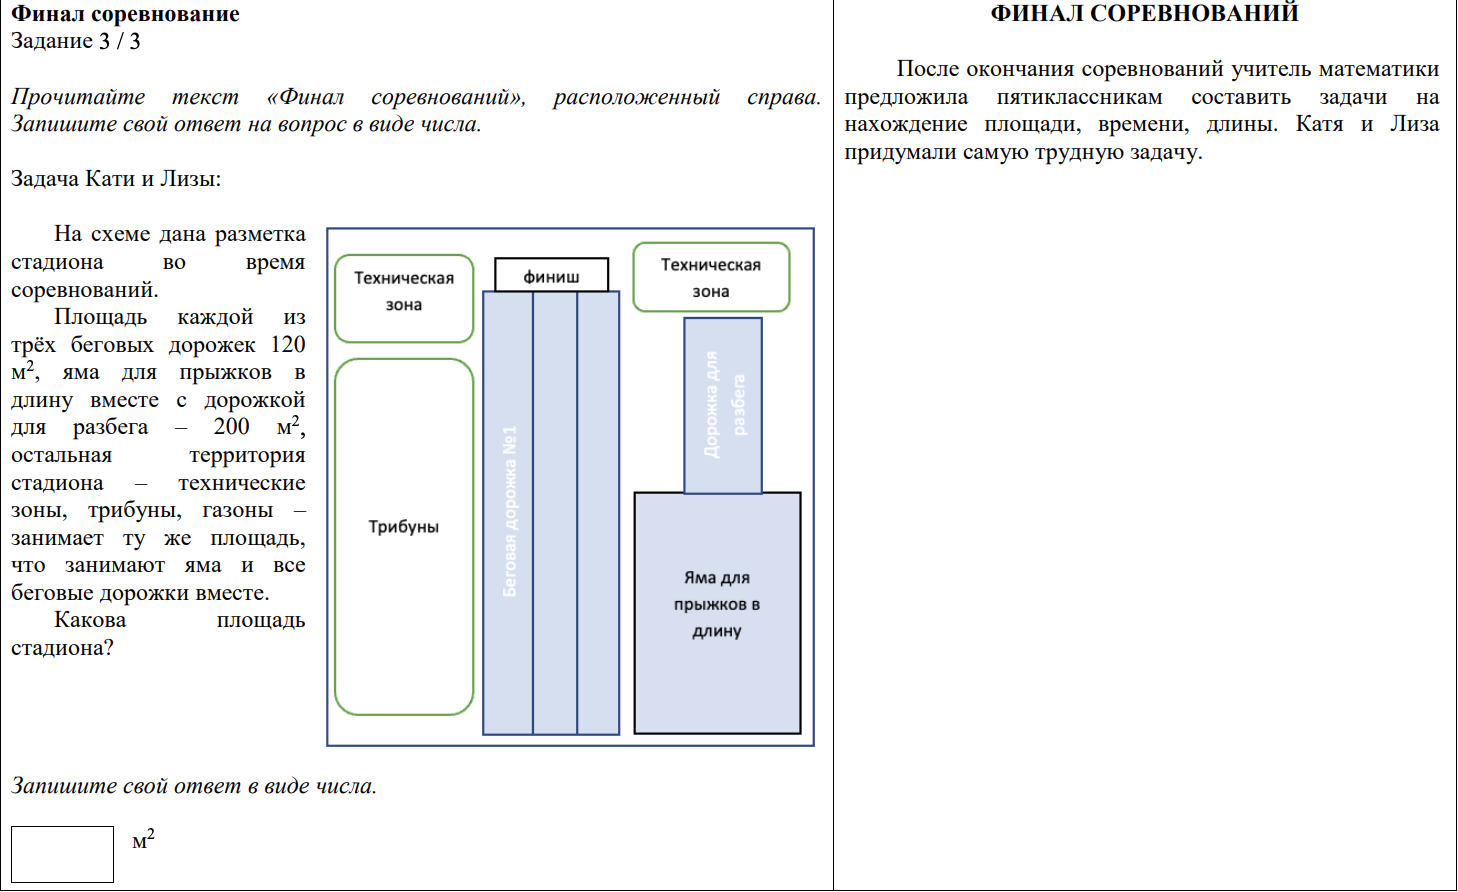 Финал соревнование
Задание 3 / 3
Прочитайте текст «Финал соревнований», расположенный справа.
Запишите свой ответ на вопрос в виде числа.
Задача Кати и Лизы:
На схеме дана разметка
стадиона во время
соревнований.
Площадь каждой из
трёх беговых дорожек 120
м², яма для прыжков в
длину вместе с дорожкой
для разбега – 200 м²,
остальная территория
стадиона – технические
зоны, трибуны, газоны –
занимает ту же площадь,
что занимают яма и все
беговые дорожки вместе.
Какова площадь
стадиона?
Техническая
зона
финиш
Техническая
зона
Трибуны
Беговая дорожка №1
Дорожка для
разбега
Яма для
прыжков в
длину
Запишите свой ответ в виде числа.
м²
ФИНАЛ СОРЕВНОВАНИЙ
После окончания соревнований учитель математики
предложила пятиклассникам составить задачи на
нахождение площади, времени, длины. Катя и Лиза
придумали самую трудную задачу.